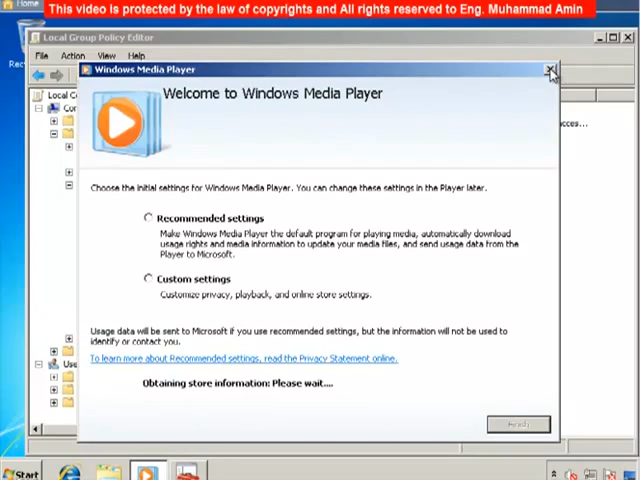 Home
This video is protected by the law of copyrights and All rights reserved to Eng. Muhammad Amin
Local Group Policy Editor
File Action View Help
Windows Media Player
Welcome to Windows Media Player
Local C
Con
Choose the initial settings for Windows Media Player. You can change these settings in the Player later.
Recommended settings
Make Windows Media Player the default program for playing media, automatically download
usage rights and media information to update your media files, and send usage data from the
Player to Microsoft.
Custom settings
Customize privacy, playback, and online store settings.
Usage data will be sent to Microsoft if you use recommended settings, but the information will not be used to
identify or contact you.
Use
To learn more about Recommended settings, read the Privacy Statement online.
Obtaining store information: Please wait....
Finish
Start